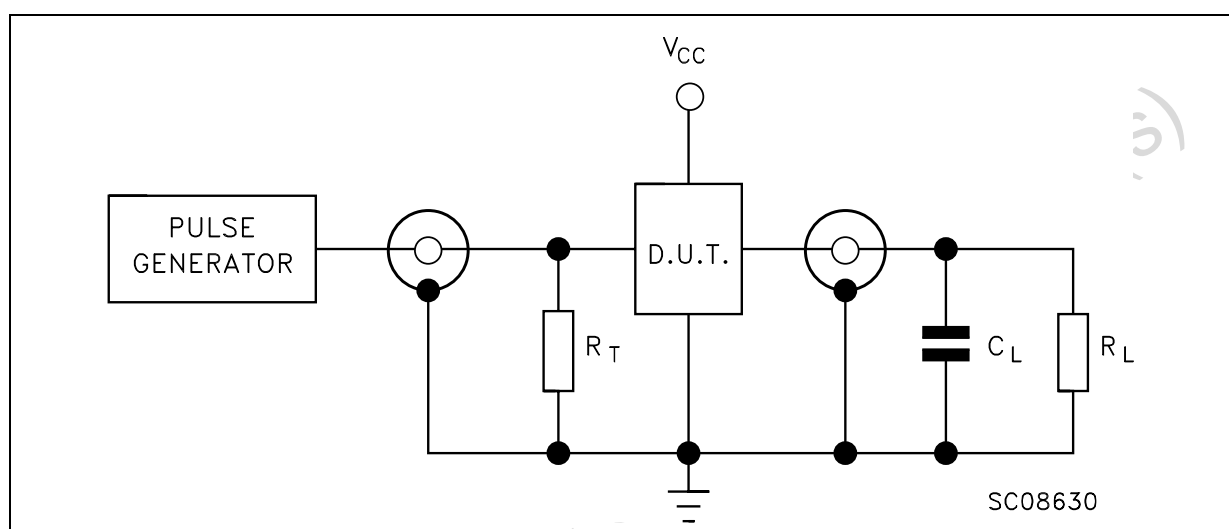 VCC
PULSE
GENERATOR
D.U.T.
RT
CL
RL
SC08630